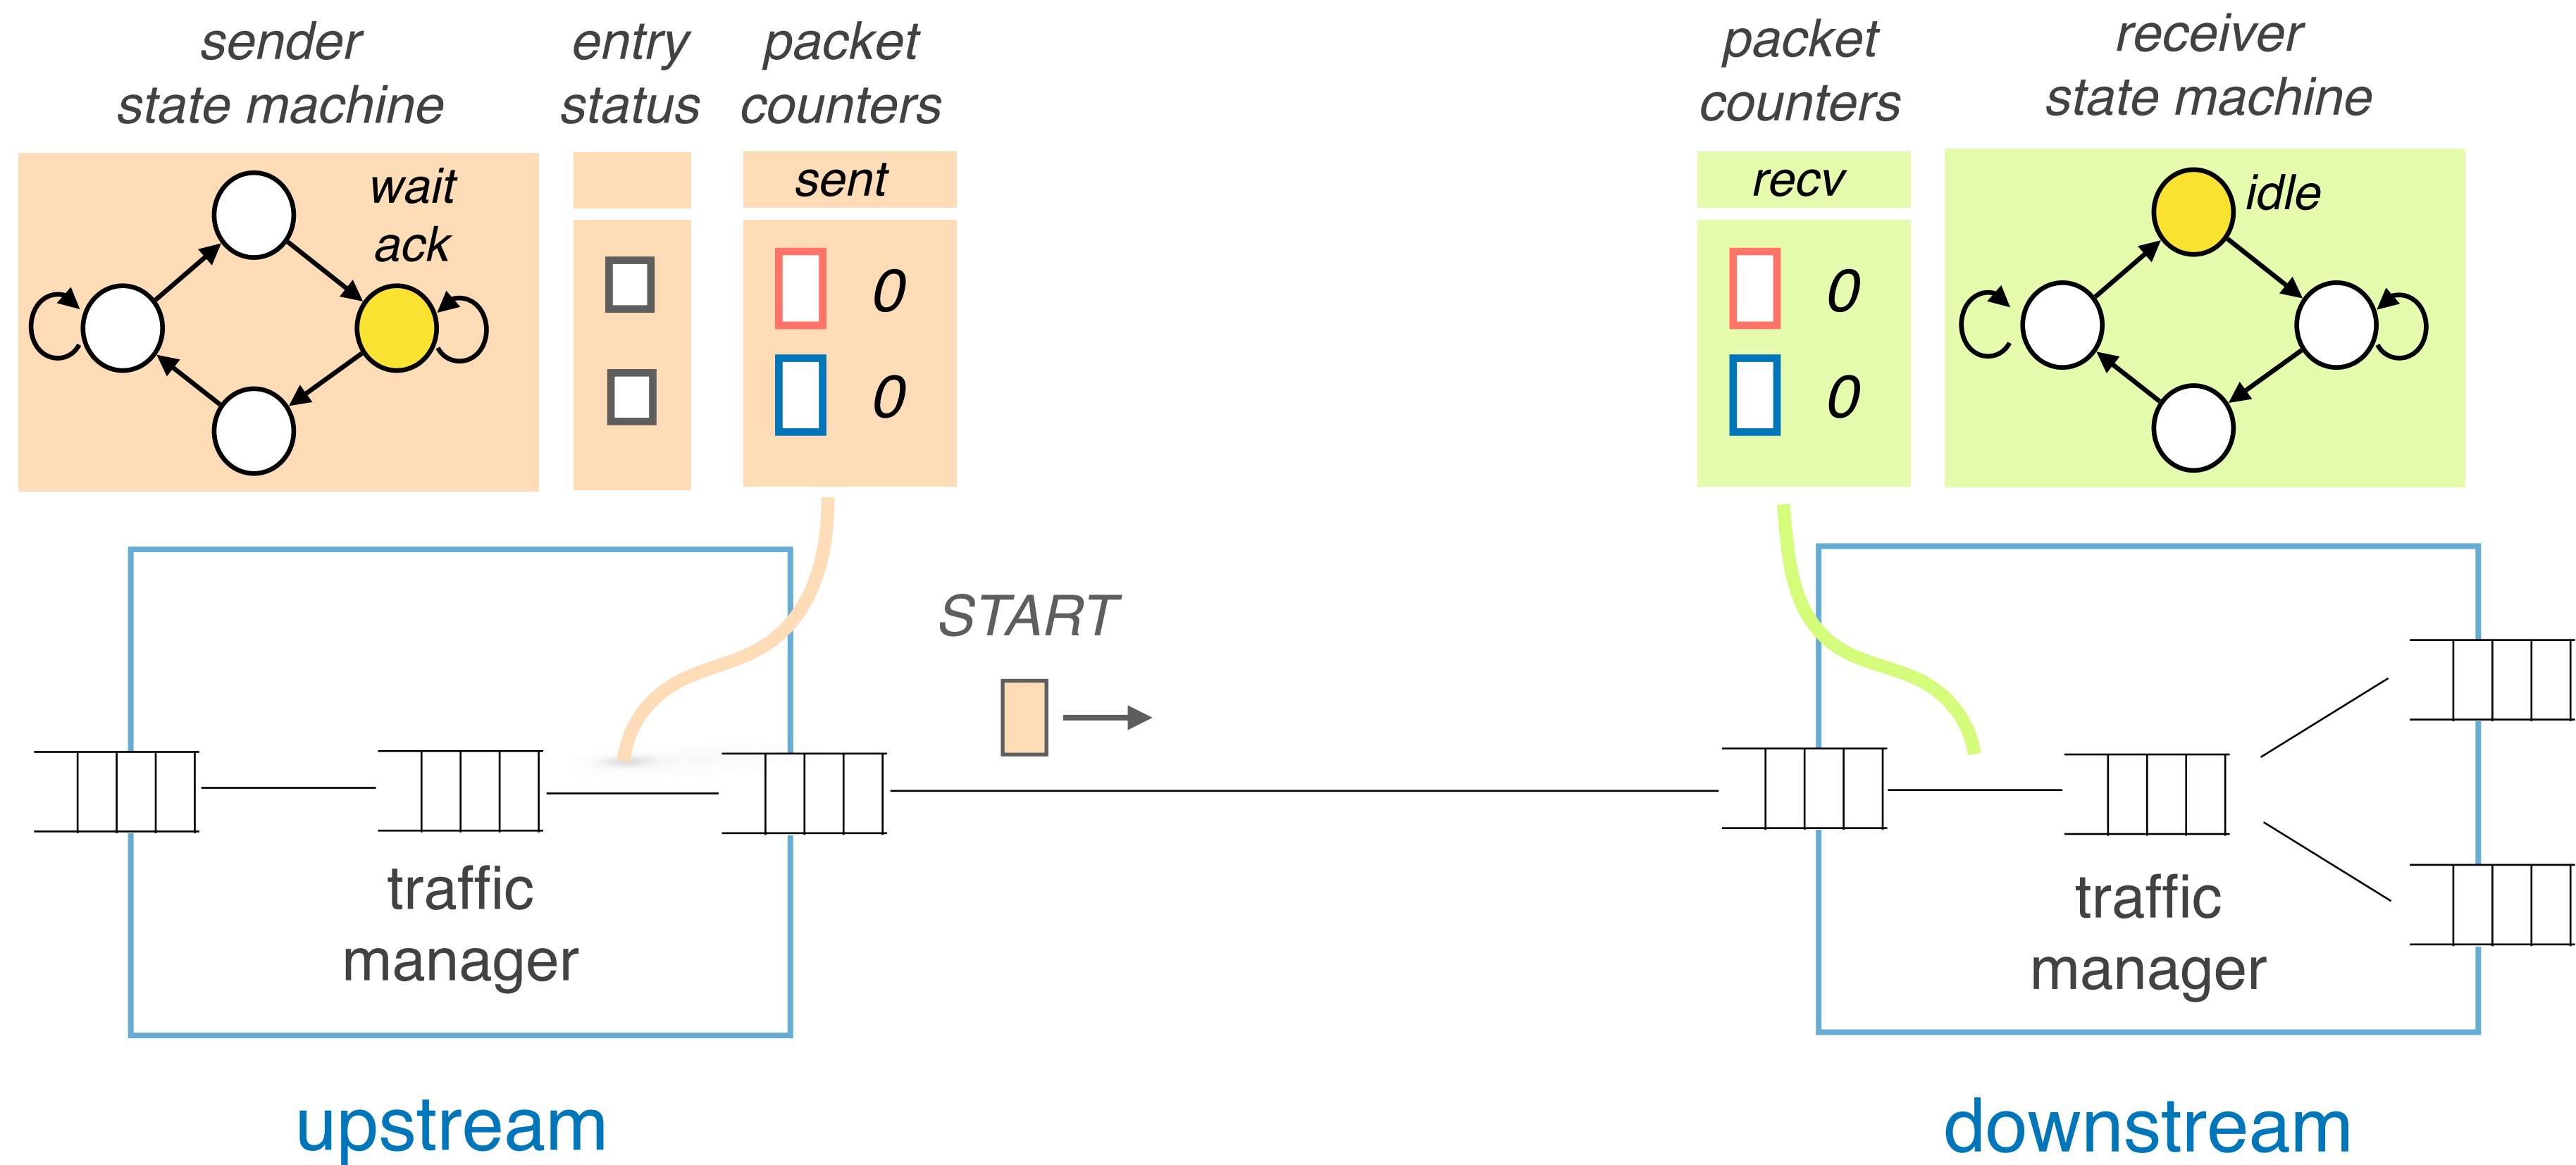 sender
state machine
entry
status
packet
counters
packet
counters
receiver
state machine
wait
ack
sent
0
0
recv
0
0
idle
START
traffic
manager
traffic
manager
upstream
downstream